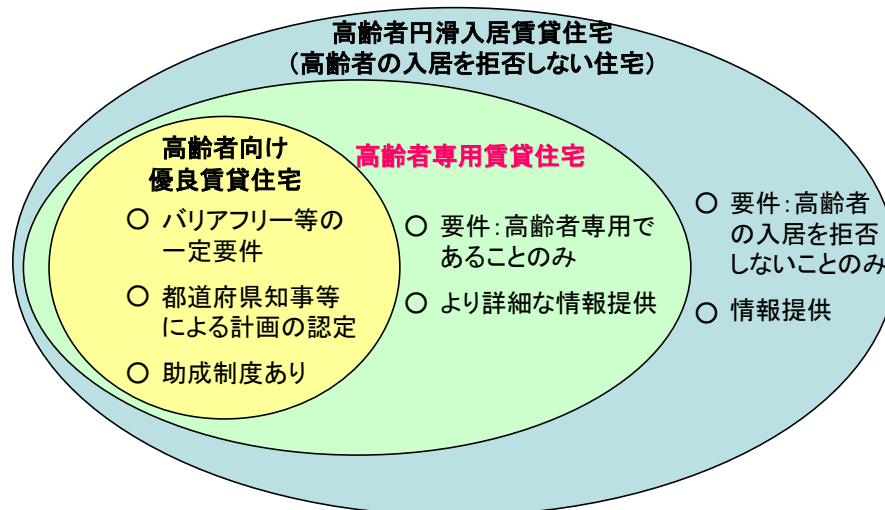 高齢者円滑入居賃貸住宅
（高齢者の入居を拒否しない住宅）
高齢者向け
優良賃貸住宅
○ バリアフリー等の
一定要件
○ 都道府県知事等
による計画の認定
○ 助成制度あり
高齢者専用賃貸住宅
○ 要件：高齢者専用で
あることのみ
○ より詳細な情報提供
○ 要件：高齢者
の入居を拒否
しないことのみ
○ 情報提供